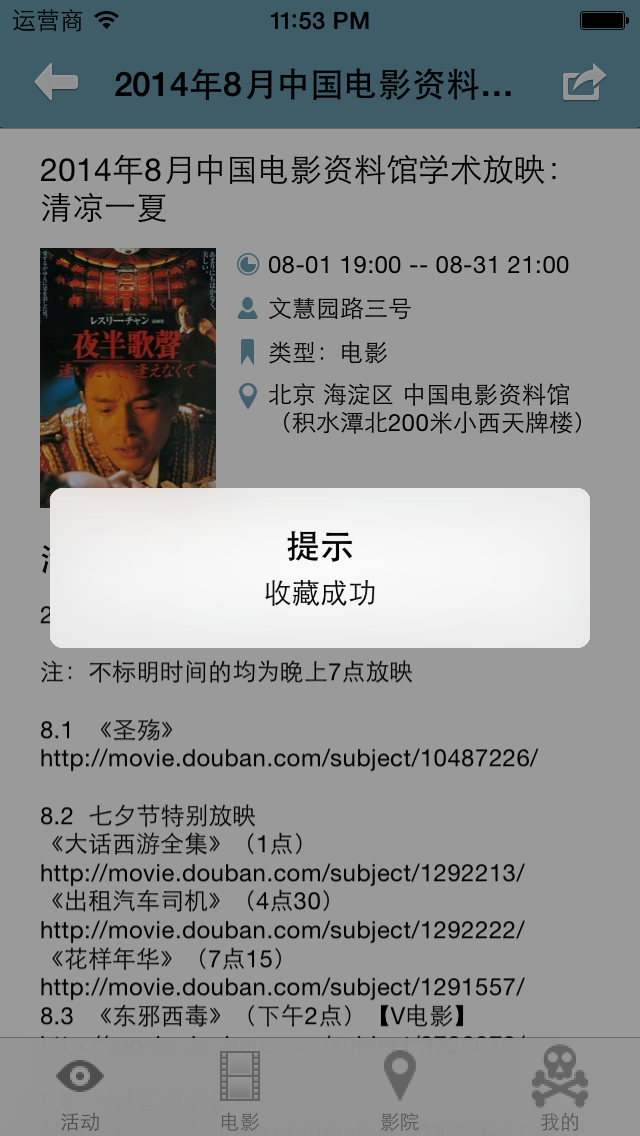 运营商 11:53 PM
2014年8月中国电影资料...
2014年8月中国电影资料馆学术放映：
清凉一夏
レスリー・チャン
夜半歌聲
逢いたくて、逢えなくて
08-01 19:00 -- 08-31 21:00
文慧园路三号
类型：电影
北京 海淀区 中国电影资料馆
（积水潭北200米小西天牌楼）
提示
收藏成功
2
注：不标明时间的均为晚上7点放映
8.1 《圣殇》
http://movie.douban.com/subject/10487226/
8.2 七夕节特别放映
《大话西游全集》（1点）
http://movie.douban.com/subject/1292213/
《出租汽车司机》（4点30）
http://movie.douban.com/subject/1292222/
《花样年华》（7点15）
http://movie.douban.com/subject/1291557/
8.3 《东邪西毒》（下午2点）【V电影】
活动 电影 影院 我的